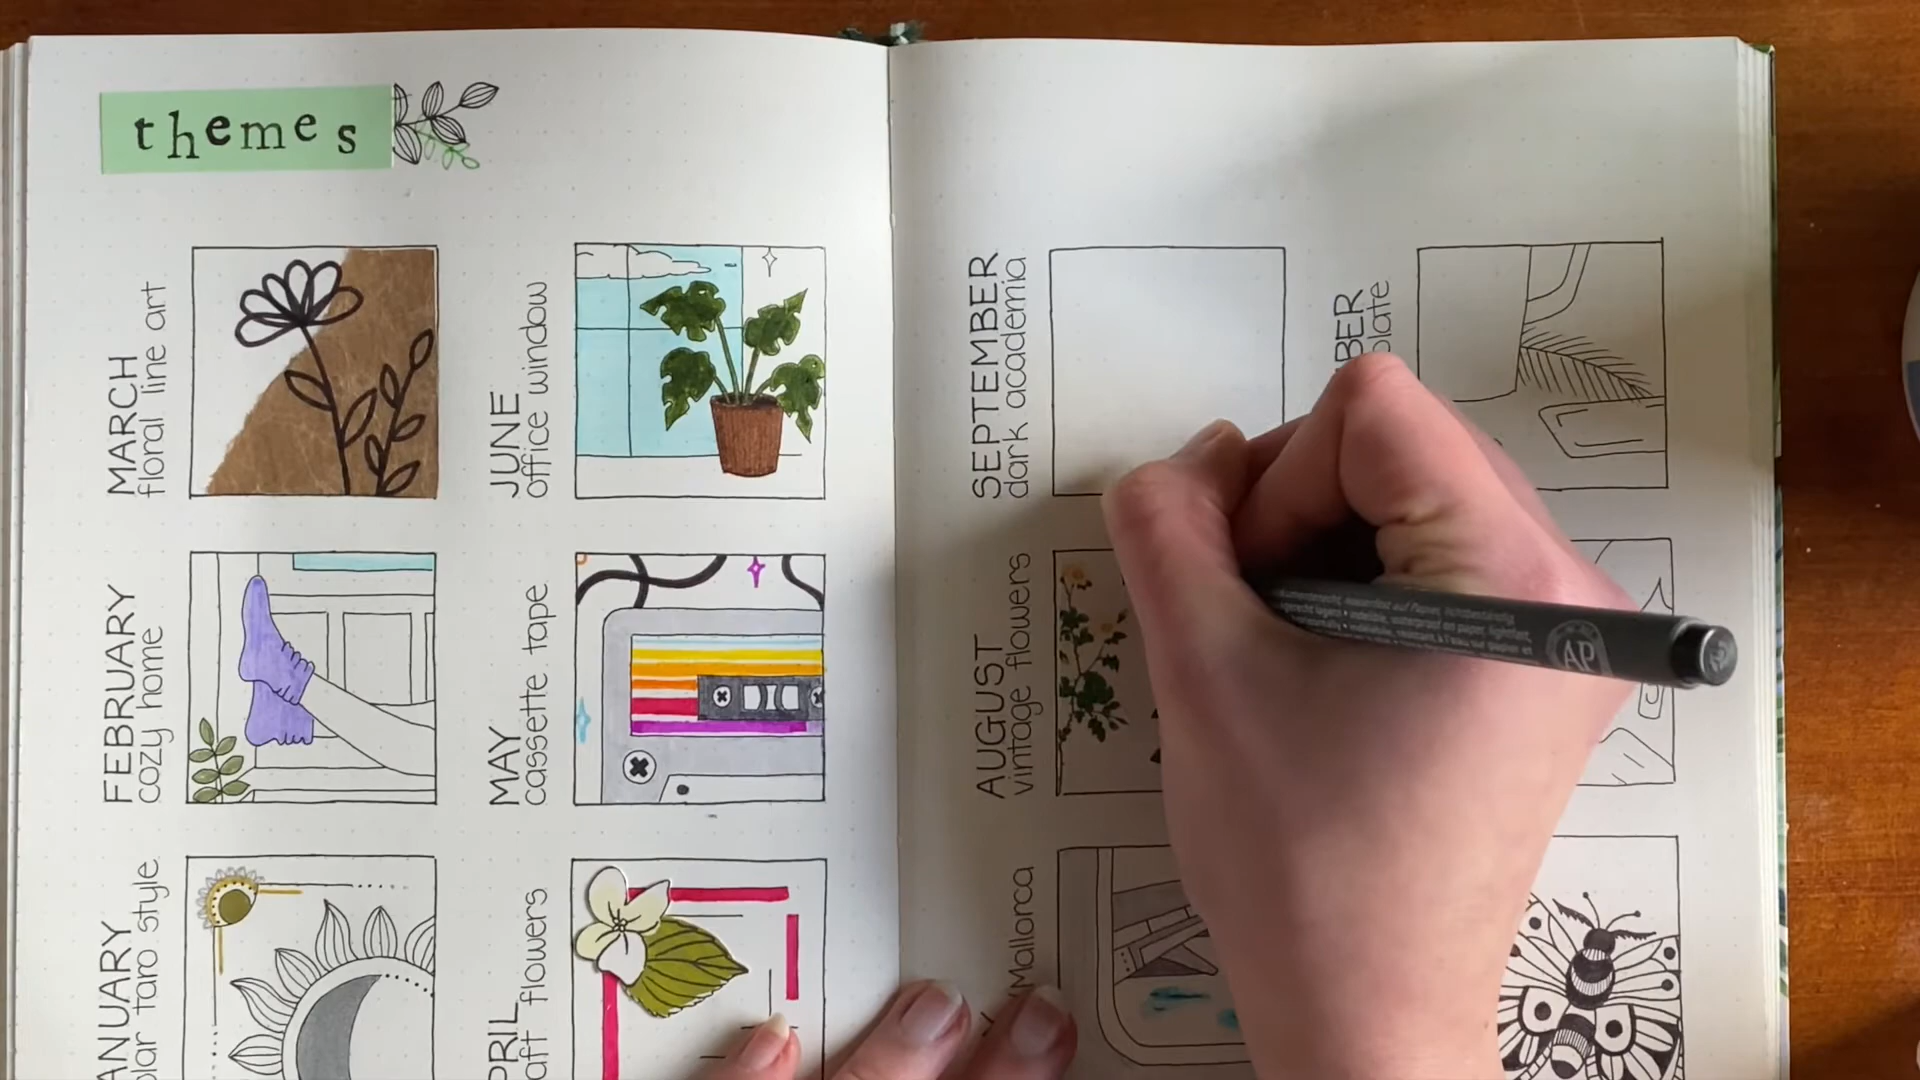 themes
MARCH
floral line art
JUNE
office window
SEPTEMBER
dark academia
FEBRUARY
cozy home
MAY
cassette tape
AUGUST
vintage flowers
ANUARY
olar taro style
PRIL
aft flowers
Mallorca
BER
plate
AP